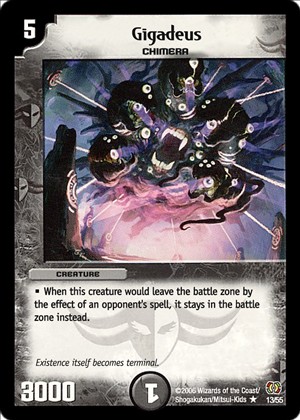 5
Gigadeus
CHIMERA
CREATURE
▪ When this creature would leave the battle zone by
the effect of an opponent's spell, it stays in the battle
zone instead.
Existence itself becomes terminal.
3000
1
©2006 Wizards of the Coast/
Shogakukan/Mitsui-Kids ★ 13/55